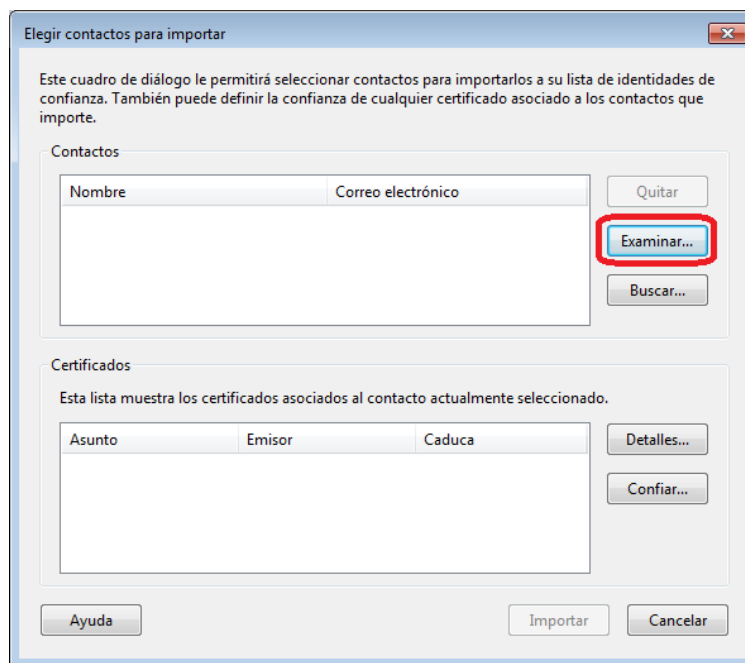 Elegir contactos para importar
Este cuadro de diálogo le permitirá seleccionar contactos para importarlos a su lista de identidades de
confianza. También puede definir la confianza de cualquier certificado asociado a los contactos que
importe.
Contactos
Nombre Correo electrónico
Quitar
Examinar...
Buscar...
Certificados
Esta lista muestra los certificados asociados al contacto actualmente seleccionado.
Asunto Emisor Caduca
Detalles...
Confiar...
Ayuda Importar Cancelar